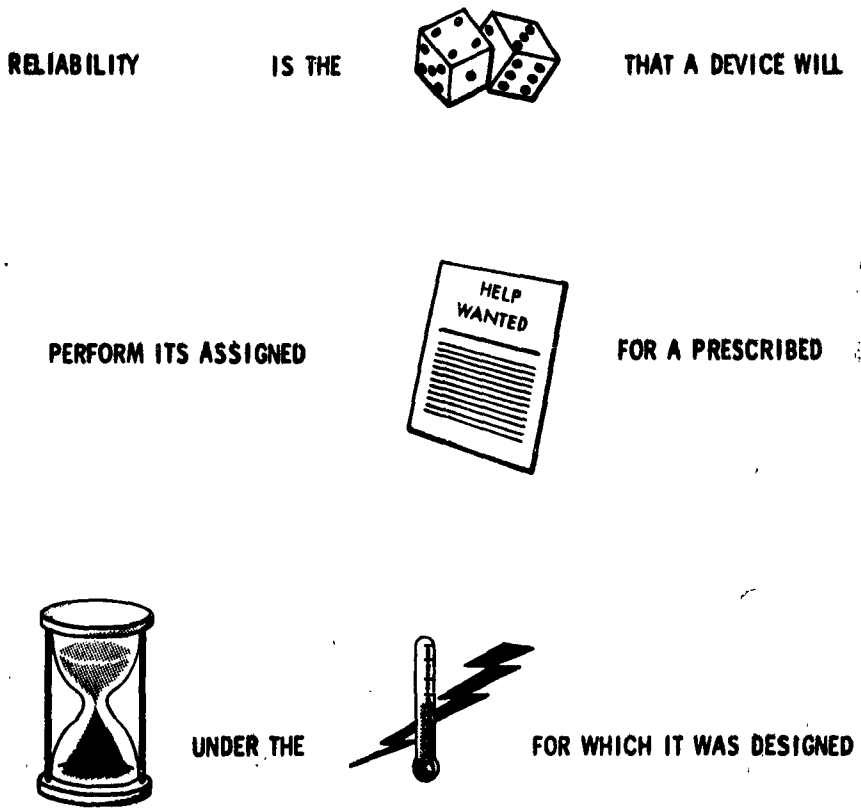 RELIABILITY IS THE THAT A DEVICE WILL
HELP
WANTED
PERFORM ITS ASSIGNED FOR A PRESCRIBED
UNDER THE FOR WHICH IT WAS DESIGNED